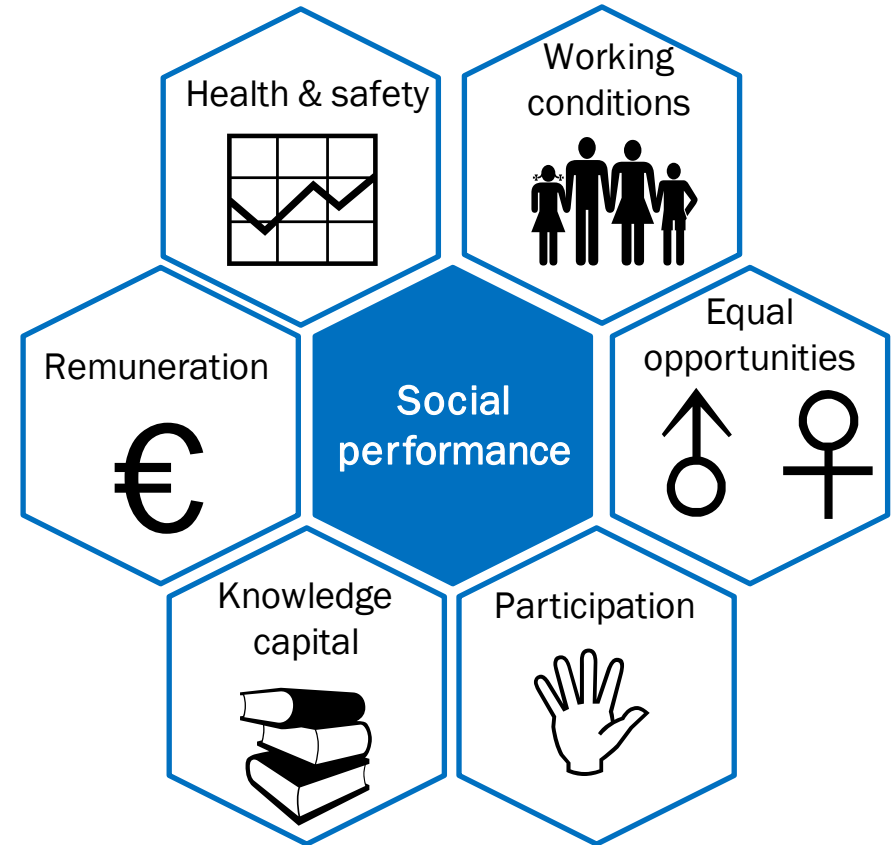 Health & safety
Working
conditions
Remuneration
€
Social
performance
Equal
opportunities
Knowledge
capital
Participation